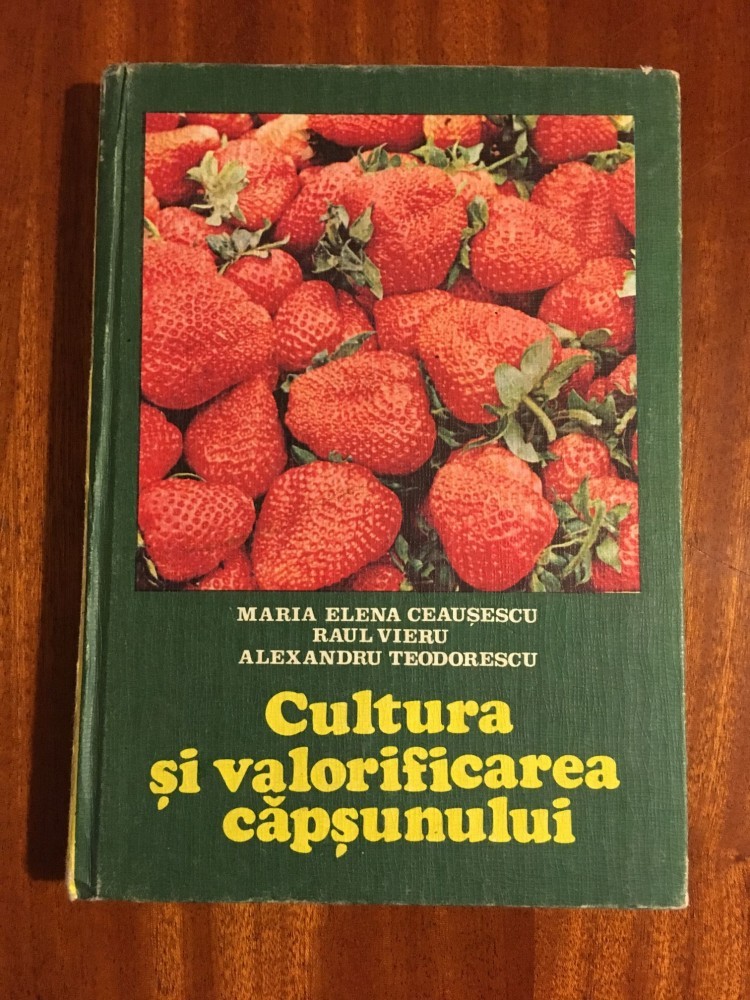 MARIA ELENA CEAUȘESCU
RAUL VIERU
ALEXANDRU TEODORESCU
Cultura
și valorificarea
căpșunului